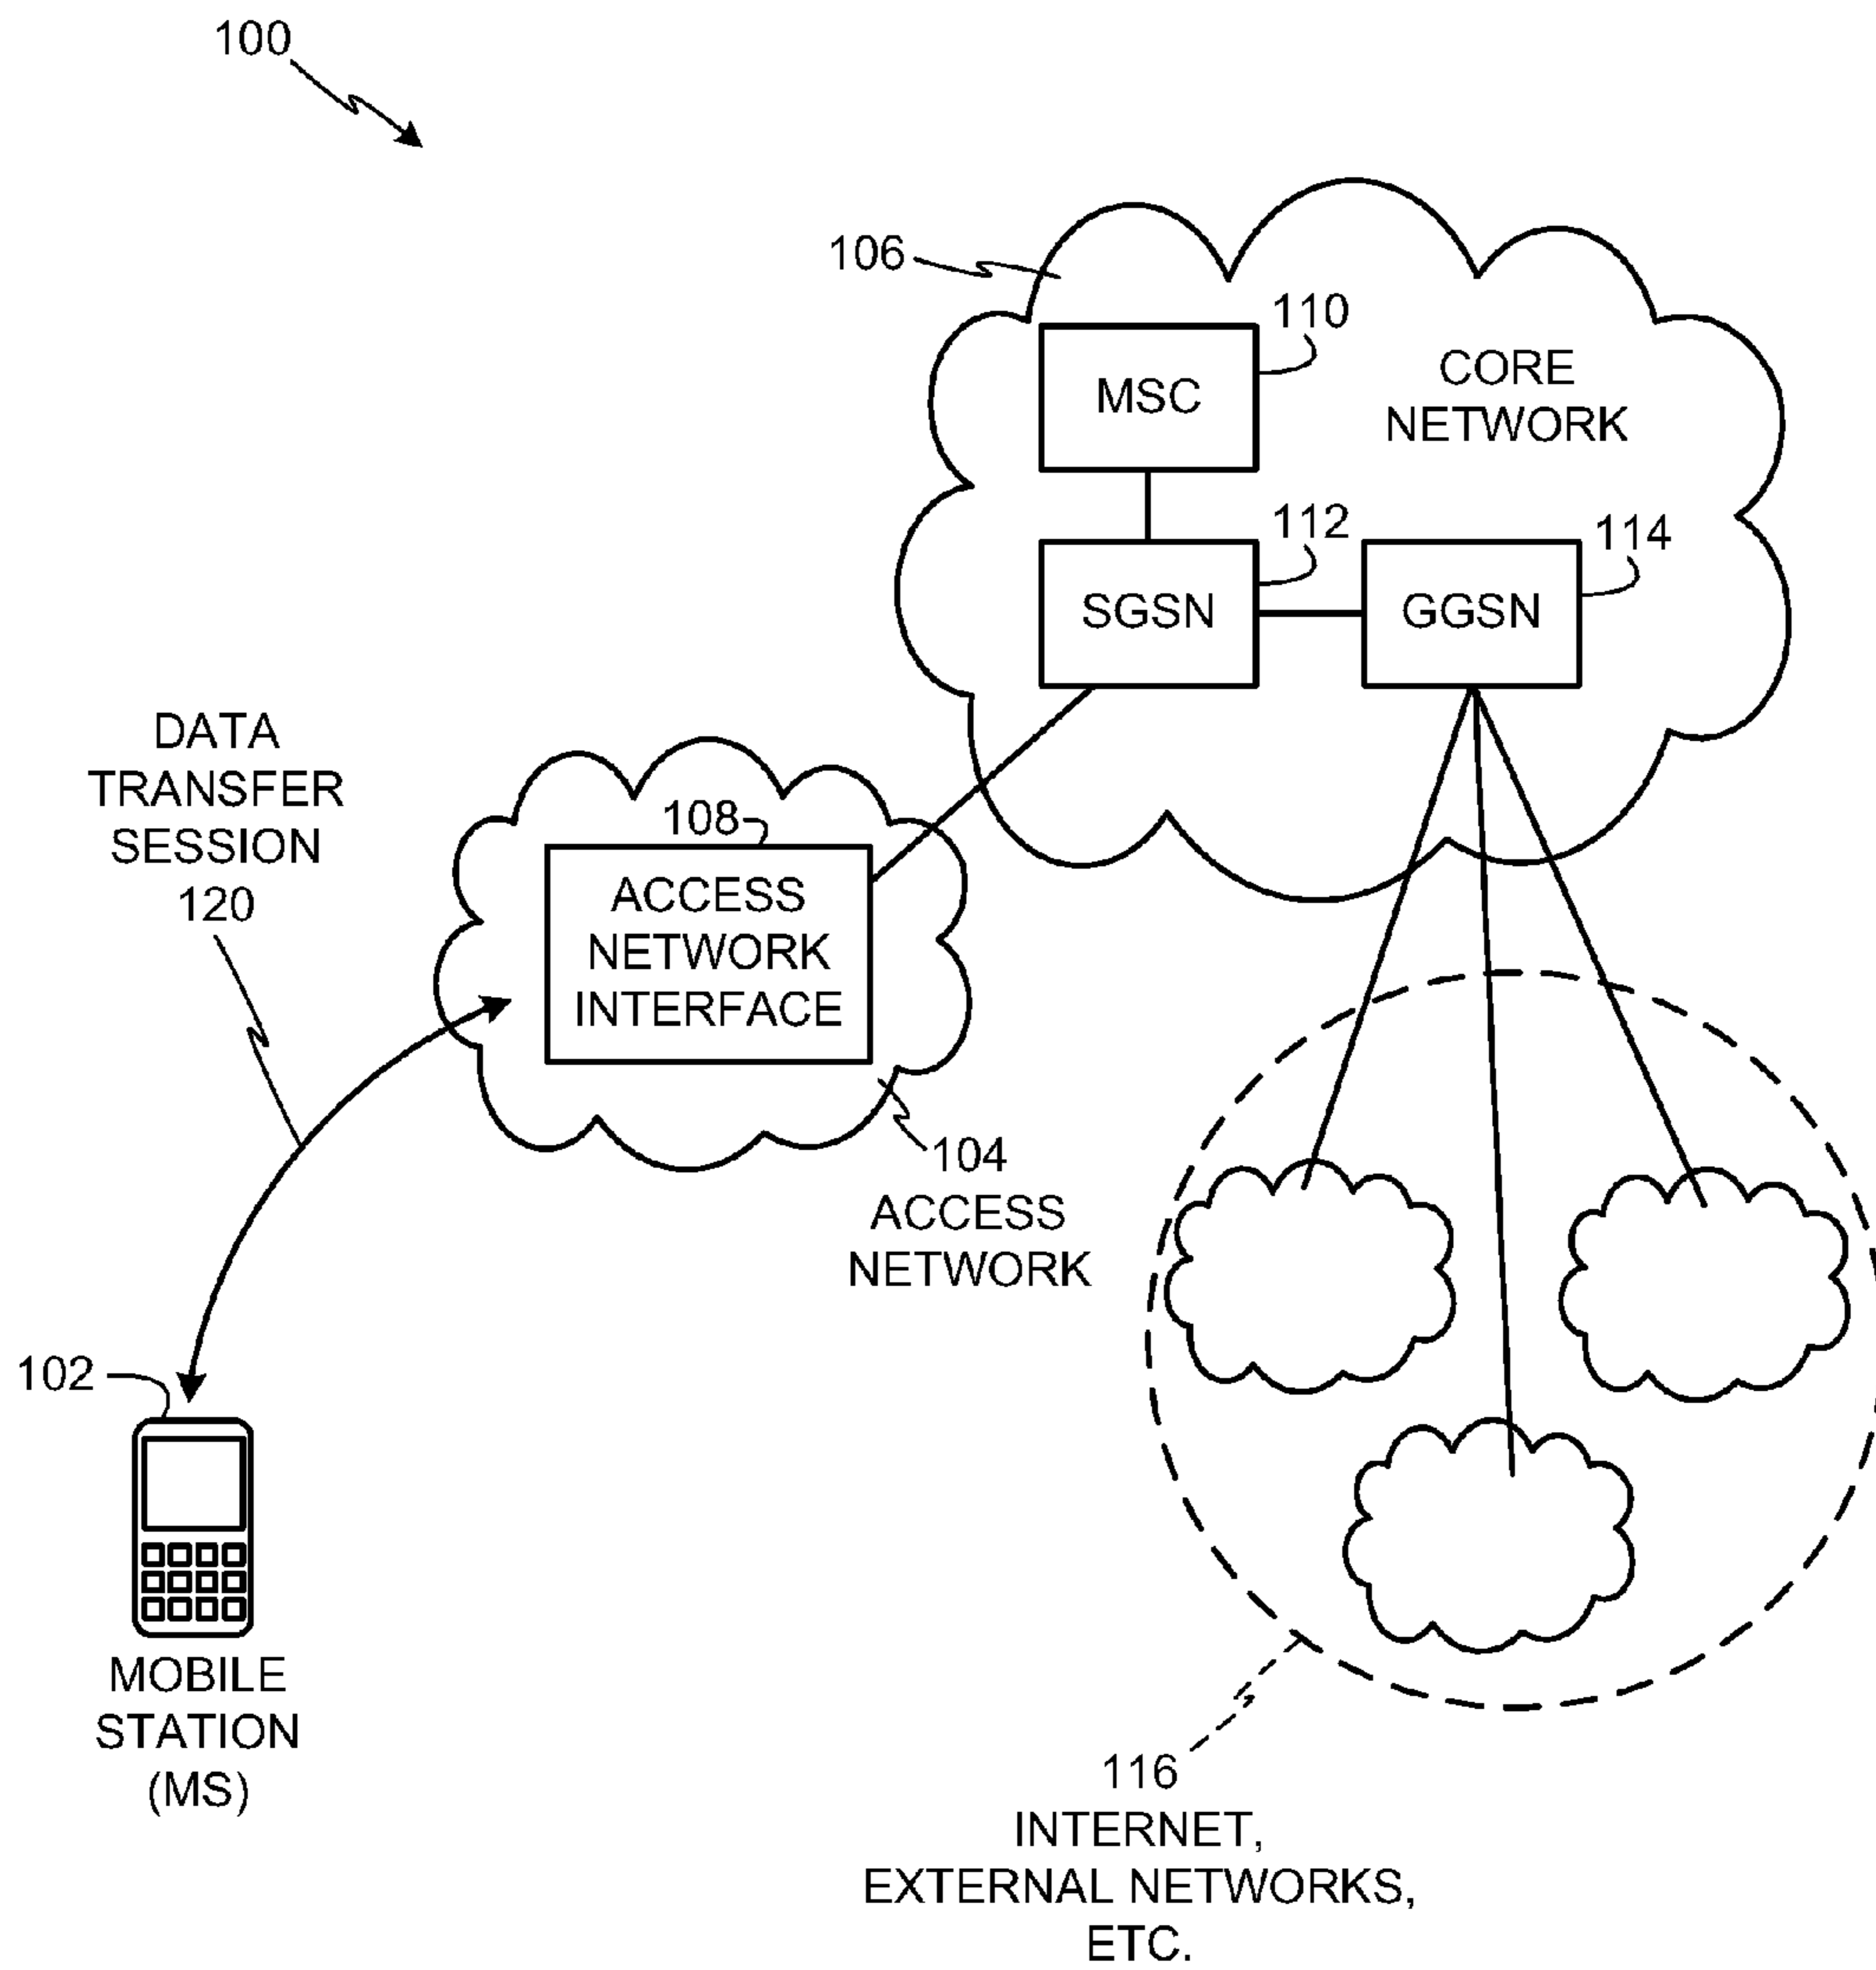 100
106
110
MSC
CORE
NETWORK
112
114
SGSN
GGSN
DATA
TRANSFER
SESSION
120
108
ACCESS
NETWORK
INTERFACE
104
ACCESS
NETWORK
102
MOBILE
STATION
(MS)
116
INTERNET,
EXTERNAL NETWORKS,
ETC.